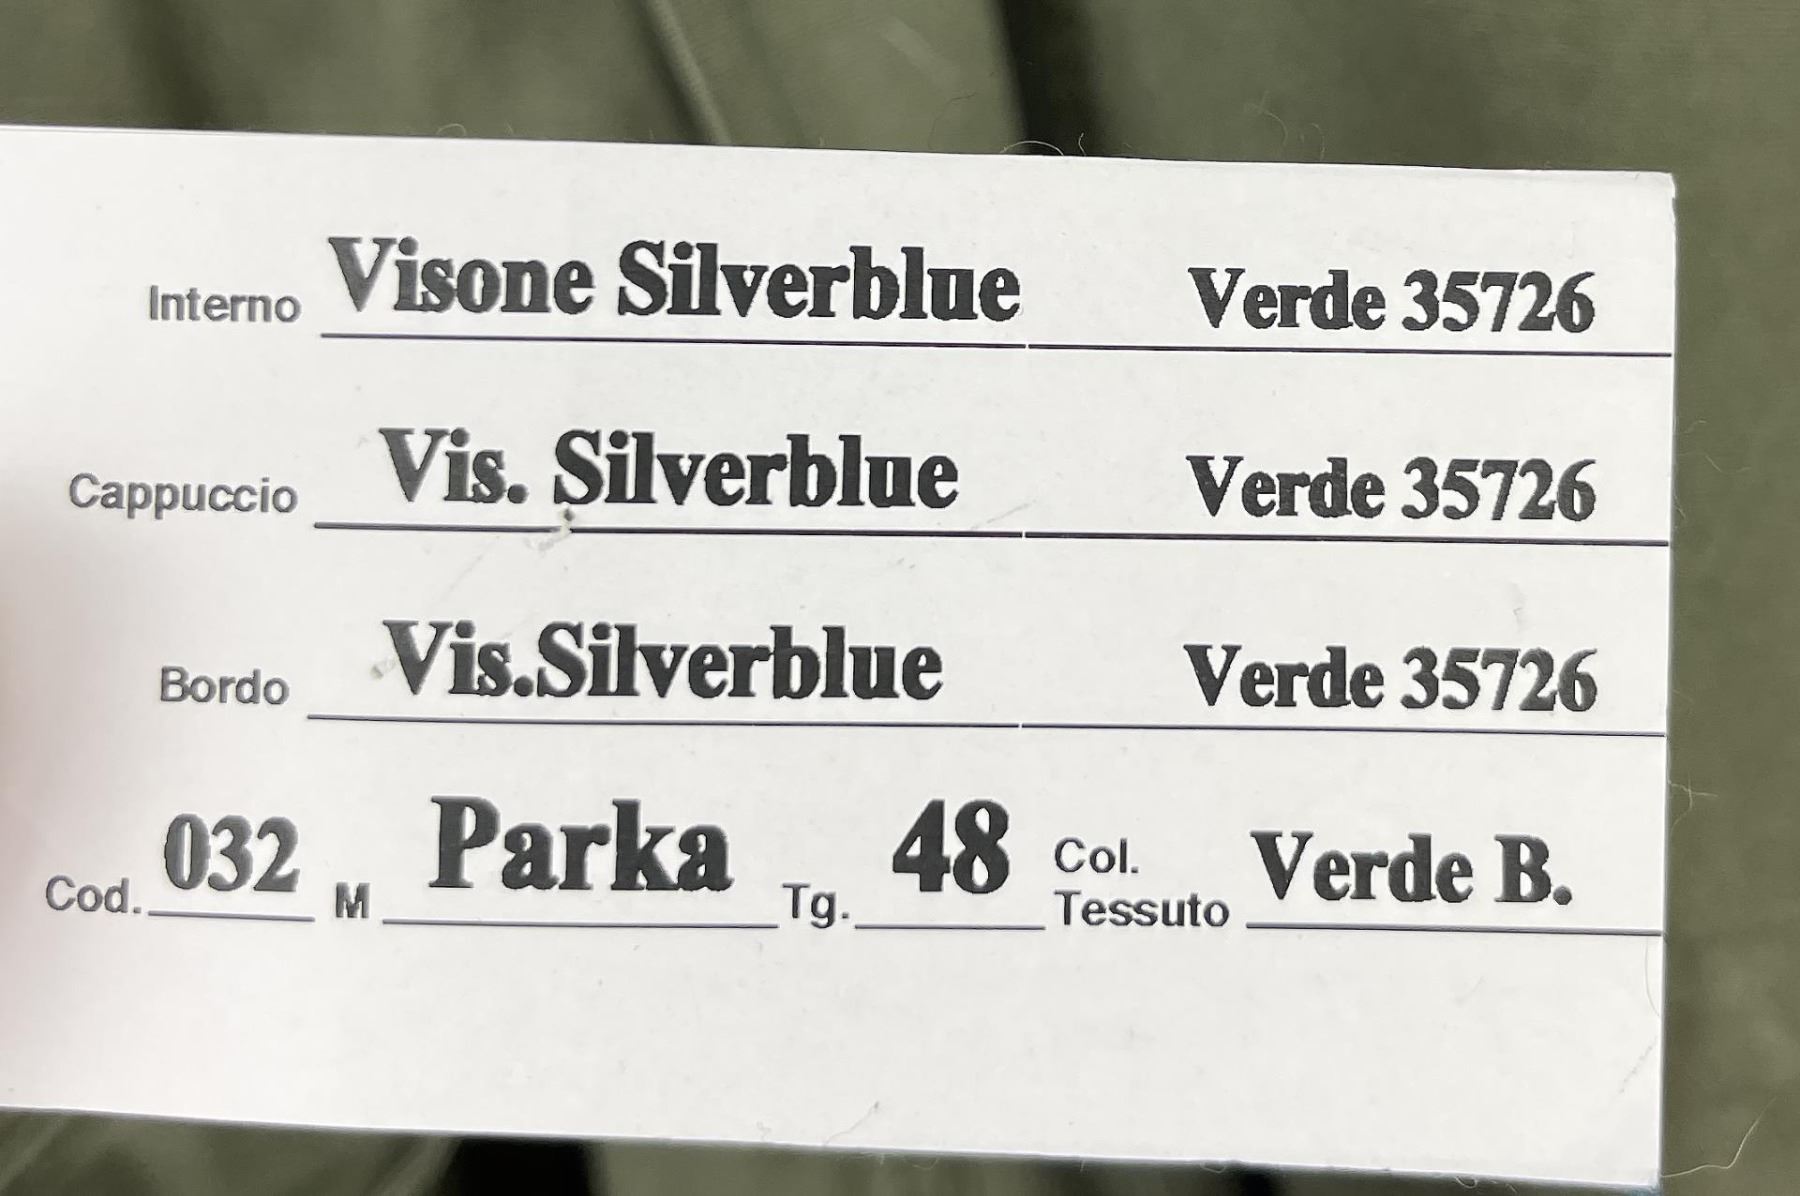 Interno Visone Silverblue Verde 35726
Cappuccio Vis. Silverblue Verde 35726
Bordo Vis.Silverblue Verde 35726
Cod. 032 M Parka Tg. 48 Col. Tessuto Verde B.